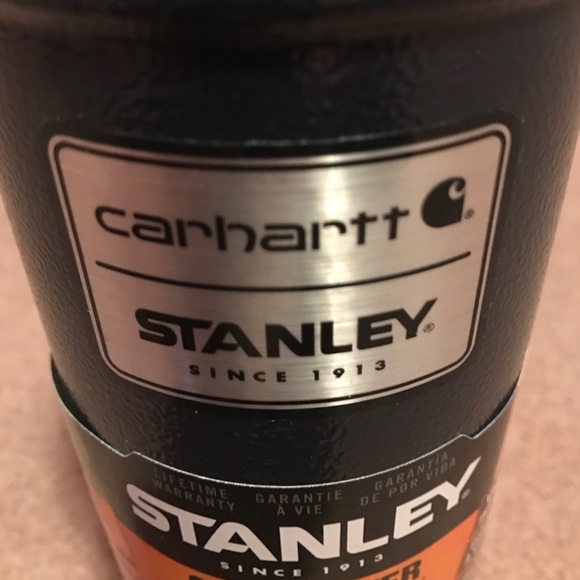 carhartt
STANLEY®
SINCE 1913
LIFETIME WARRANTY
GARANTIE À VIE
GARANTÍA DE POR VIDA
STANLEY
SINCE 1913